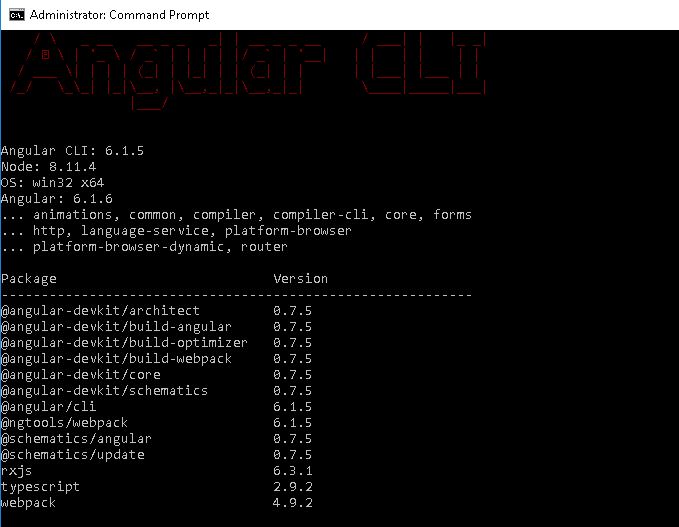 Administrator: Command Prompt
Angular CLI
Angular CLI: 6.1.5
Node: 8.11.4
OS: win32 x64
Angular: 6.1.6
... animations, common, compiler, compiler-cli, core, forms
... http, language-service, platform-browser
... platform-browser-dynamic, router
Package Version
-----------------------------------------------------------
@angular-devkit/architect 0.7.5
@angular-devkit/build-angular 0.7.5
@angular-devkit/build-optimizer 0.7.5
@angular-devkit/build-webpack 0.7.5
@angular-devkit/core 0.7.5
@angular-devkit/schematics 0.7.5
@angular/cli 6.1.5
@ngtools/webpack 6.1.5
@schematics/angular 0.7.5
@schematics/update 0.7.5
rxjs 6.3.1
typescript 2.9.2
webpack 4.9.2